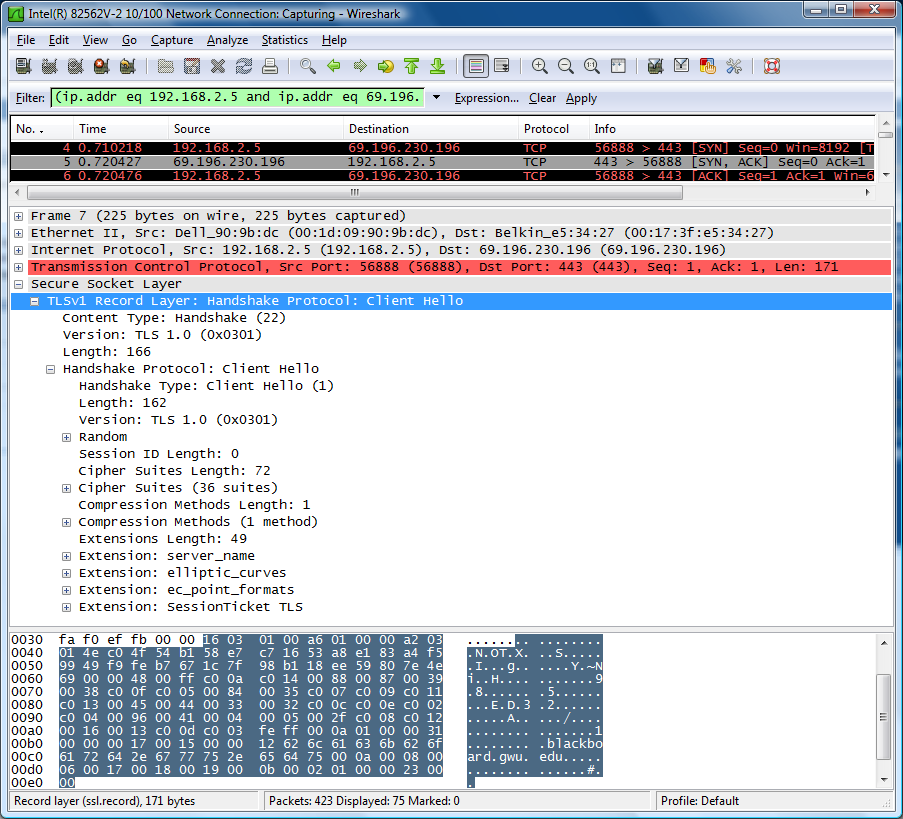 Intel(R) 82562V-2 10/100 Network Connection: Capturing - Wireshark
File Edit View Go Capture Analyze Statistics Help
Filter: (ip.addr eq 192.168.2.5 and ip.addr eq 69.196. Expression... Clear Apply
No. . Time Source Destination Protocol Info
4 0.710218 192.168.2.5 69.196.230.196 TCP 56888 > 443 [SYN] Seq=0 Win=8192 [T
5 0.720427 69.196.230.196 192.168.2.5 TCP 443 > 56888 [SYN, ACK] Seq=0 Ack=1
6 0.720476 192.168.2.5 69.196.230.196 TCP 56888 > 443 [ACK] Seq=1 Ack=1 Win=6
Frame 7 (225 bytes on wire, 225 bytes captured)
Ethernet II, Src: Dell_90:9b:dc (00:1d:09:90:9b:dc), Dst: Belkin_e5:34:27 (00:17:3f:e5:34:27)
Internet Protocol, Src: 192.168.2.5 (192.168.2.5), Dst: 69.196.230.196 (69.196.230.196)
Transmission Control Protocol, Src Port: 56888 (56888), Dst Port: 443 (443), Seq: 1, Ack: 1, Len: 171
Secure Socket Layer
TLSv1 Record Layer: Handshake Protocol: Client Hello
Content Type: Handshake (22)
Version: TLS 1.0 (0x0301)
Length: 166
Handshake Protocol: Client Hello
Handshake Type: Client Hello (1)
Length: 162
Version: TLS 1.0 (0x0301)
Random
Session ID Length: 0
Cipher Suites Length: 72
Cipher Suites (36 suites)
Compression Methods Length: 1
Compression Methods (1 method)
Extensions Length: 49
Extension: server_name
Extension: elliptic_curves
Extension: ec_point_formats
Extension: SessionTicket TLS
0030 fa f0 ef fb 00 00 16 03 01 00 a6 01 00 00 a2 03 ........ ........
0040 01 4e c0 4f 54 b1 58 e7 c7 16 53 a8 e1 83 a4 f5 .N.OT.X. ..S.....
0050 99 49 f9 fe b7 67 1c 7f 98 b1 18 ee 59 80 7e 4e .I...g.. ....Y.~N
0060 69 00 00 48 00 ff c0 0a c0 14 00 88 00 87 00 39 i..H.... .......9
0070 00 38 c0 0f c0 05 00 84 00 35 c0 07 c0 09 c0 11 .8...... .5......
0080 c0 13 00 45 00 44 00 33 00 32 c0 0c c0 0e c0 02 ...E.D.3 .2......
0090 c0 04 00 96 00 41 00 04 00 05 00 2f c0 08 c0 12 .....A.. .../....
00a0 00 16 00 13 c0 0d c0 03 fe ff 00 0a 01 00 00 31 ........ .......1
00b0 00 00 00 17 00 15 00 00 12 62 6c 61 63 6b 62 6f ........ .blackbo
00c0 61 72 64 2e 67 77 75 2e 65 64 75 00 0a 00 08 00 ard.gwu. edu.....
00d0 06 00 17 00 18 00 19 00 0b 00 02 01 00 00 23 00 ........ ......#.
00e0 00 .
Record layer (ssl.record), 171 bytes Packets: 423 Displayed: 75 Marked: 0 Profile: Default